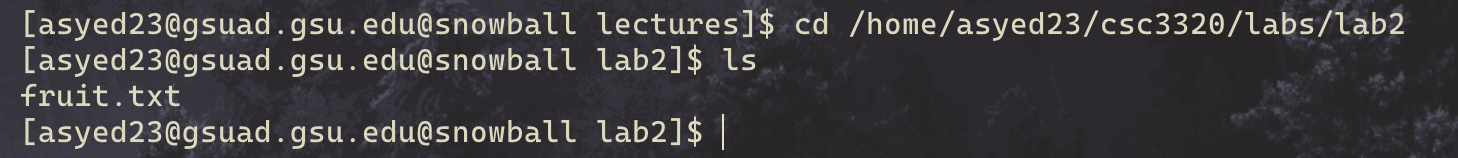 [asyed23@gsuad.gsu.edu@snowball lectures]$ cd /home/asyed23/csc3320/labs/lab2
[asyed23@gsuad.gsu.edu@snowball lab2]$ ls
fruit.txt
[asyed23@gsuad.gsu.edu@snowball lab2]$